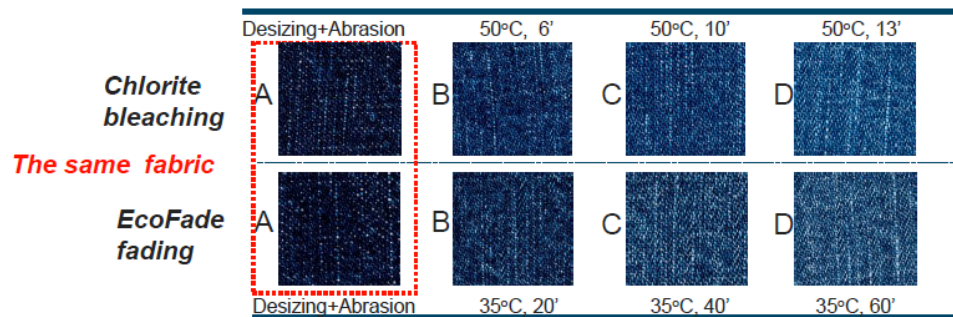 Desizing+Abrasion 50°C, 6’ 50°C, 10’ 50°C, 13’
Chlorite
bleaching
A B C D
The same fabric
EcoFade
fading
A B C D
Desizing+Abrasion 35°C, 20’ 35°C, 40’ 35°C, 60’